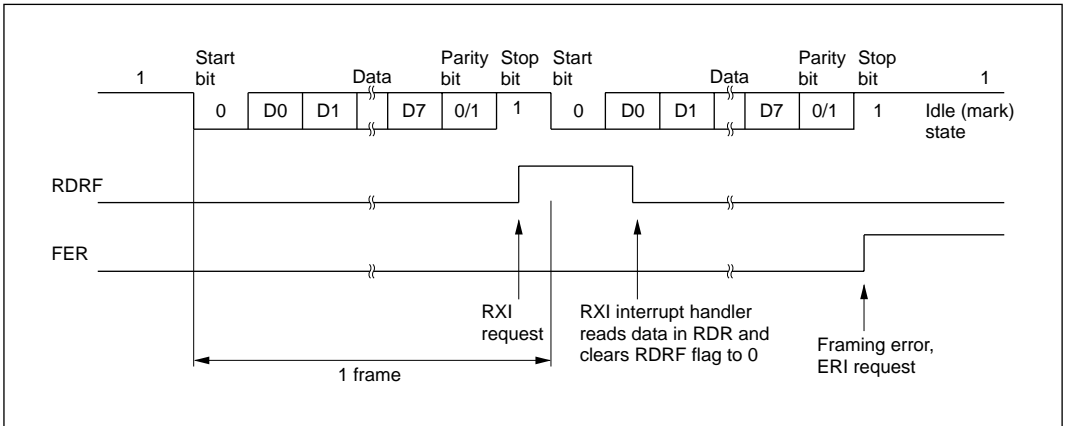 Start bit
Parity bit
Stop bit
Start bit
Parity bit
Stop bit
1
Data
Data
1
0
D0
D1
D7
0/1
1
0
D0
D1
D7
0/1
1
Idle (mark) state
RDRF
FER
RXI
request
RXI interrupt handler
reads data in RDR and
clears RDRF flag to 0
Framing error,
ERI request
1 frame